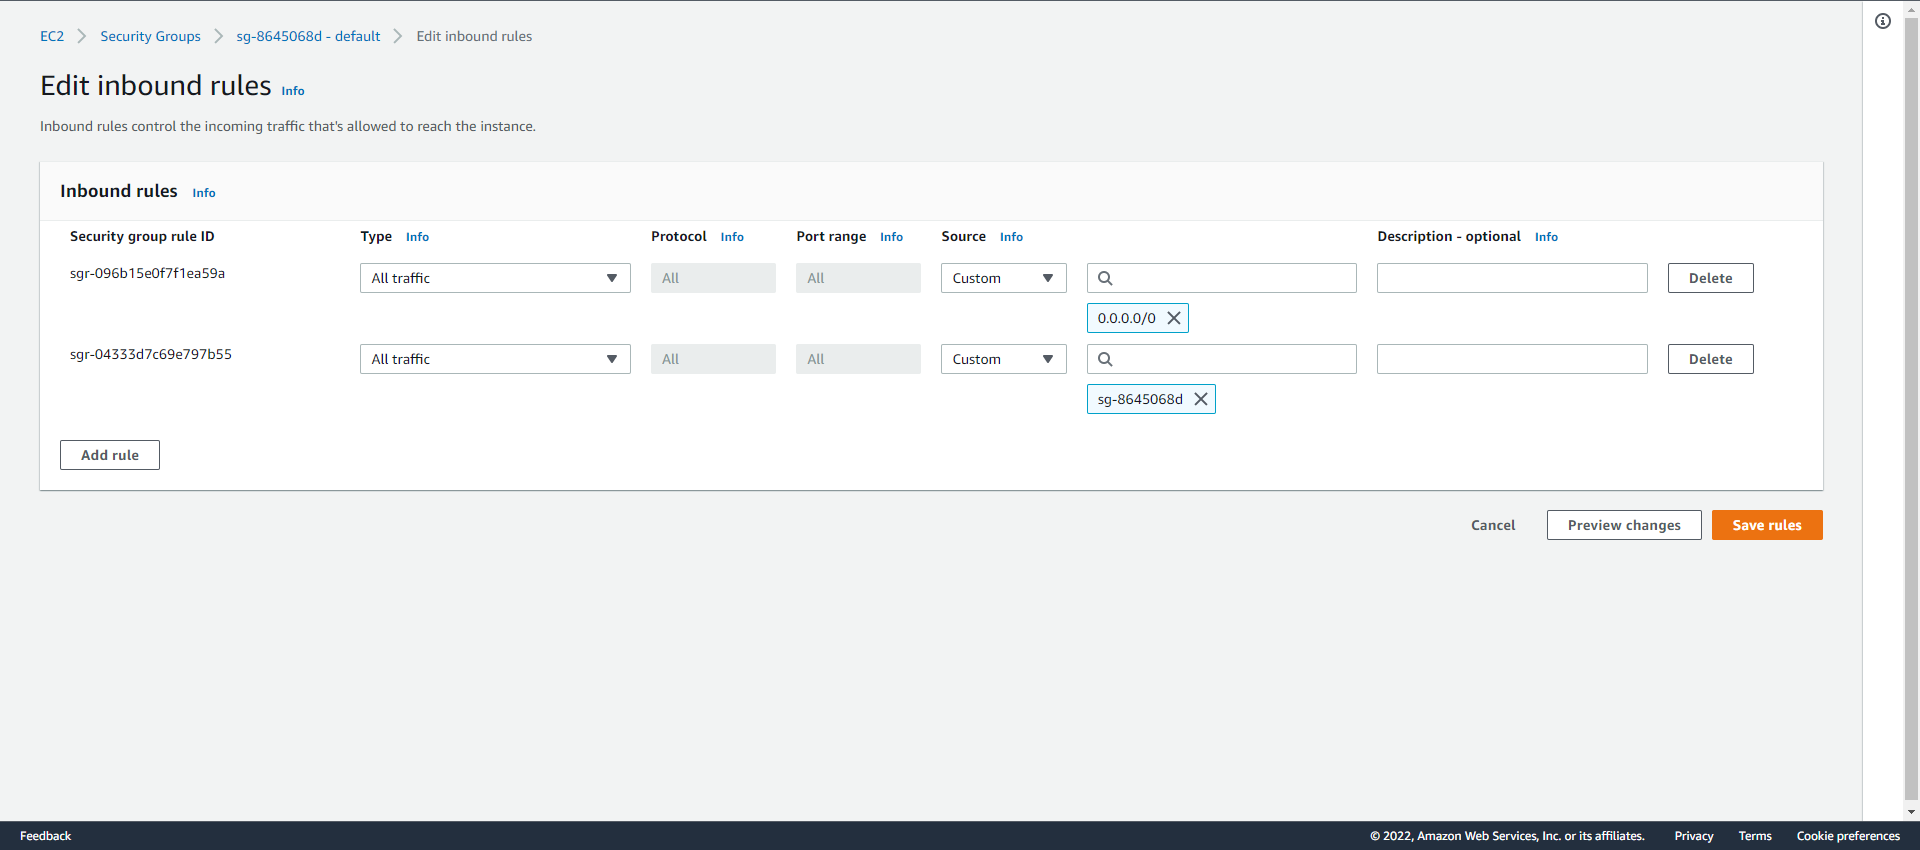 EC2 > Security Groups > sg-8645068d - default > Edit inbound rules
Edit inbound rules Info
Inbound rules control the incoming traffic that's allowed to reach the instance.
Inbound rules Info
Security group rule ID Type Info Protocol Info Port range Info Source Info Description - optional Info
sgr-096b15e0f7f1ea59a All traffic All All Custom Delete
0.0.0.0/0
sgr-04333d7c69e797b55 All traffic All All Custom Delete
sg-8645068d
Add rule
Cancel Preview changes Save rules
Feedback © 2022, Amazon Web Services, Inc. or its affiliates. Privacy Terms Cookie preferences